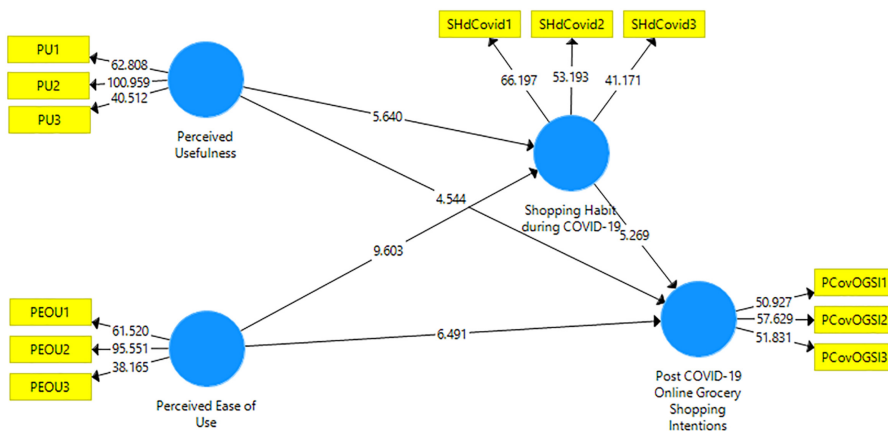 PU1
62.808
PU2
100.959
40.512
PU3
Perceived
Usefulness
SHdCovid1
SHdCovid2
SHdCovid3
66.197
53.193
41.171
5.640
Shopping Habit
during COVID-19
4.544
5.269
9.603
PEOU1
61.520
PEOU2
95.551
38.165
PEOU3
Perceived Ease of
Use
6.491
50.927
PCovOGSI1
57.629
PCovOGSI2
51.831
PCovOGSI3
Post COVID-19
Online Grocery
Shopping
Intentions